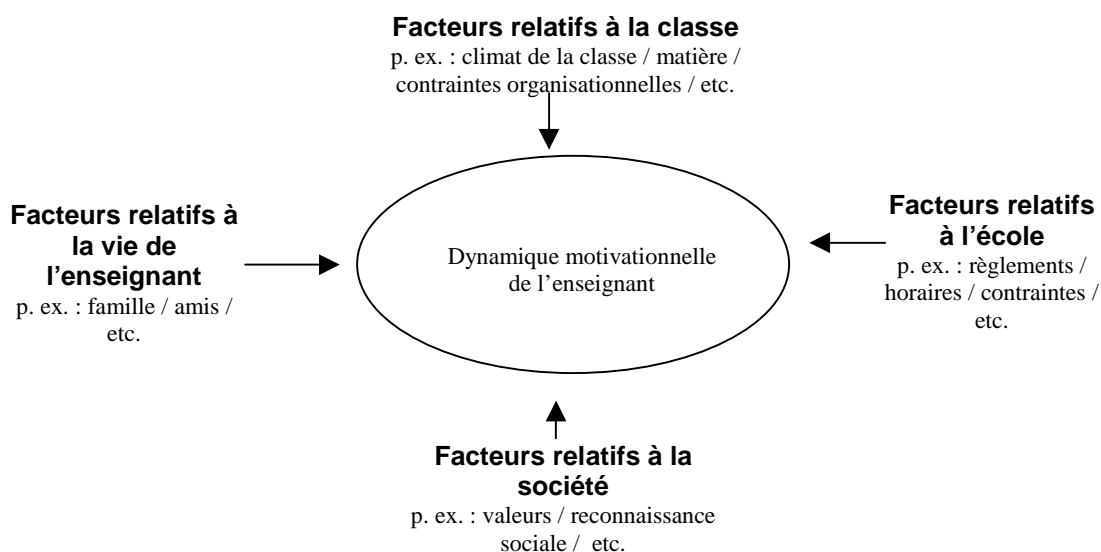 Facteurs relatifs à la classe
p. ex. : climat de la classe / matière /
contraintes organisationnelles / etc.
Facteurs relatifs à
la vie de
l’enseignant
p. ex. : famille / amis /
etc.
Dynamique motivationnelle
de l’enseignant
Facteurs relatifs
à l’école
p. ex. : règlements /
horaires / contraintes /
etc.
Facteurs relatifs à la
société
p. ex. : valeurs / reconnaissance
sociale / etc.